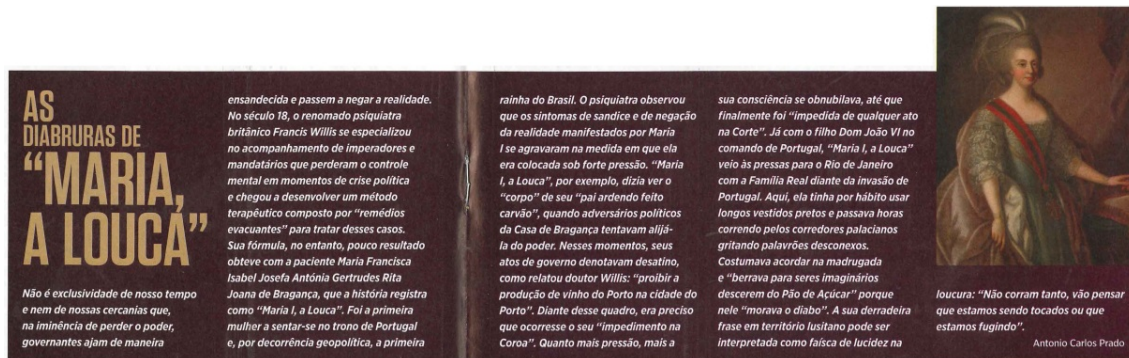 AS
DIABRURAS DE
“MARIA,
A LOUCA”
Não é exclusividade de nosso tempo
e nem de nossas cercanias que,
na iminência de perder o poder,
governantes ajam de maneira
ensandecida e passem a negar a realidade.
No século 18, o renomado psiquiatra
britânico Francis Willis se especializou
no acompanhamento de imperadores e
mandatários que perderam o controle
mental em momentos de crise política
e chegou a desenvolver um método
terapêutico composto por “remédios
evacuantes” para tratar desses casos.
Sua fórmula, no entanto, pouco resultado
obteve com a paciente Maria Francisca
Isabel Josefa Antónia Gertrudes Rita
Joana de Bragança, que a história registra
como “Maria I, a Louca”. Foi a primeira
mulher a sentar-se no trono de Portugal
e, por decorrência geopolítica, a primeira
rainha do Brasil. O psiquiatra observou
que os sintomas de sandice e de negação
da realidade manifestados por Maria
I se agravaram na medida em que ela
era colocada sob forte pressão. “Maria
I, a Louca”, por exemplo, dizia ver o
“corpo” de seu “pai ardendo feito
carvão”, quando adversários políticos
da Casa de Bragança tentavam alijá-
la do poder. Nesses momentos, seus
atos de governo denotavam desatino,
como relatou doutor Willis: “proibir a
produção de vinho do Porto na cidade do
Porto”. Diante desse quadro, era preciso
que ocorresse o seu “impedimento na
Coroa”. Quanto mais pressão, mais a
sua consciência se obnubilava, até que
finalmente foi “impedida de qualquer ato
na Corte”. Já com o filho Dom João VI no
comando de Portugal, “Maria I, a Louca”
veio às pressas para o Rio de Janeiro
com a Família Real diante da invasão de
Portugal. Aqui, ela tinha por hábito usar
longos vestidos pretos e passava horas
correndo pelos corredores palacianos
gritando palavrões desconexos.
Costumava acordar na madrugada
e “berrava para seres imaginários
descerem do Pão de Açúcar” porque
nele “morava o diabo”. A sua derradeira
frase em território lusitano pode ser
interpretada como faísca de lucidez na
loucura: “Não corram tanto, vão pensar
que estamos sendo tocados ou que
estamos fugindo”.
Antonio Carlos Prado